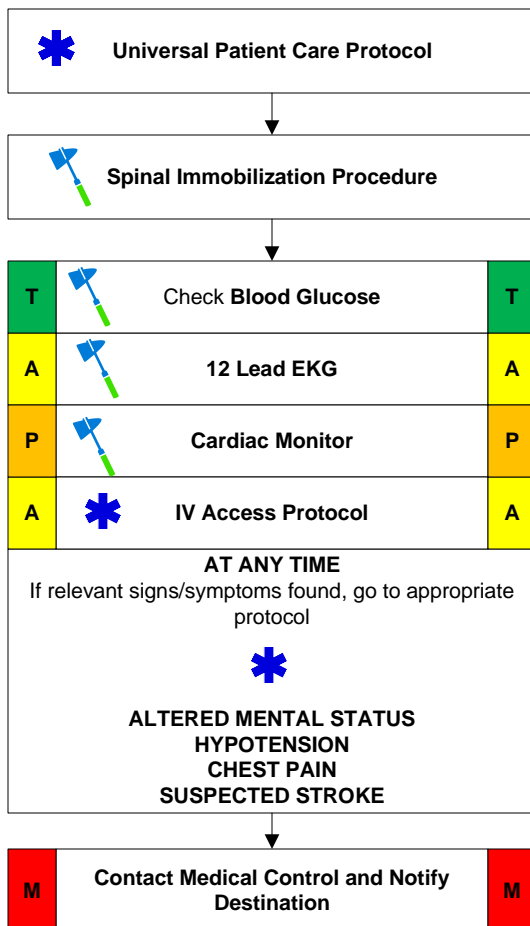 Universal Patient Care Protocol
Spinal Immobilization Procedure
T Check Blood Glucose T
A 12 Lead EKG A
P Cardiac Monitor P
A IV Access Protocol A
AT ANY TIME
If relevant signs/symptoms found, go to appropriate
protocol
ALTERED MENTAL STATUS
HYPOTENSION
CHEST PAIN
SUSPECTED STROKE
M Contact Medical Control and Notify M
Destination